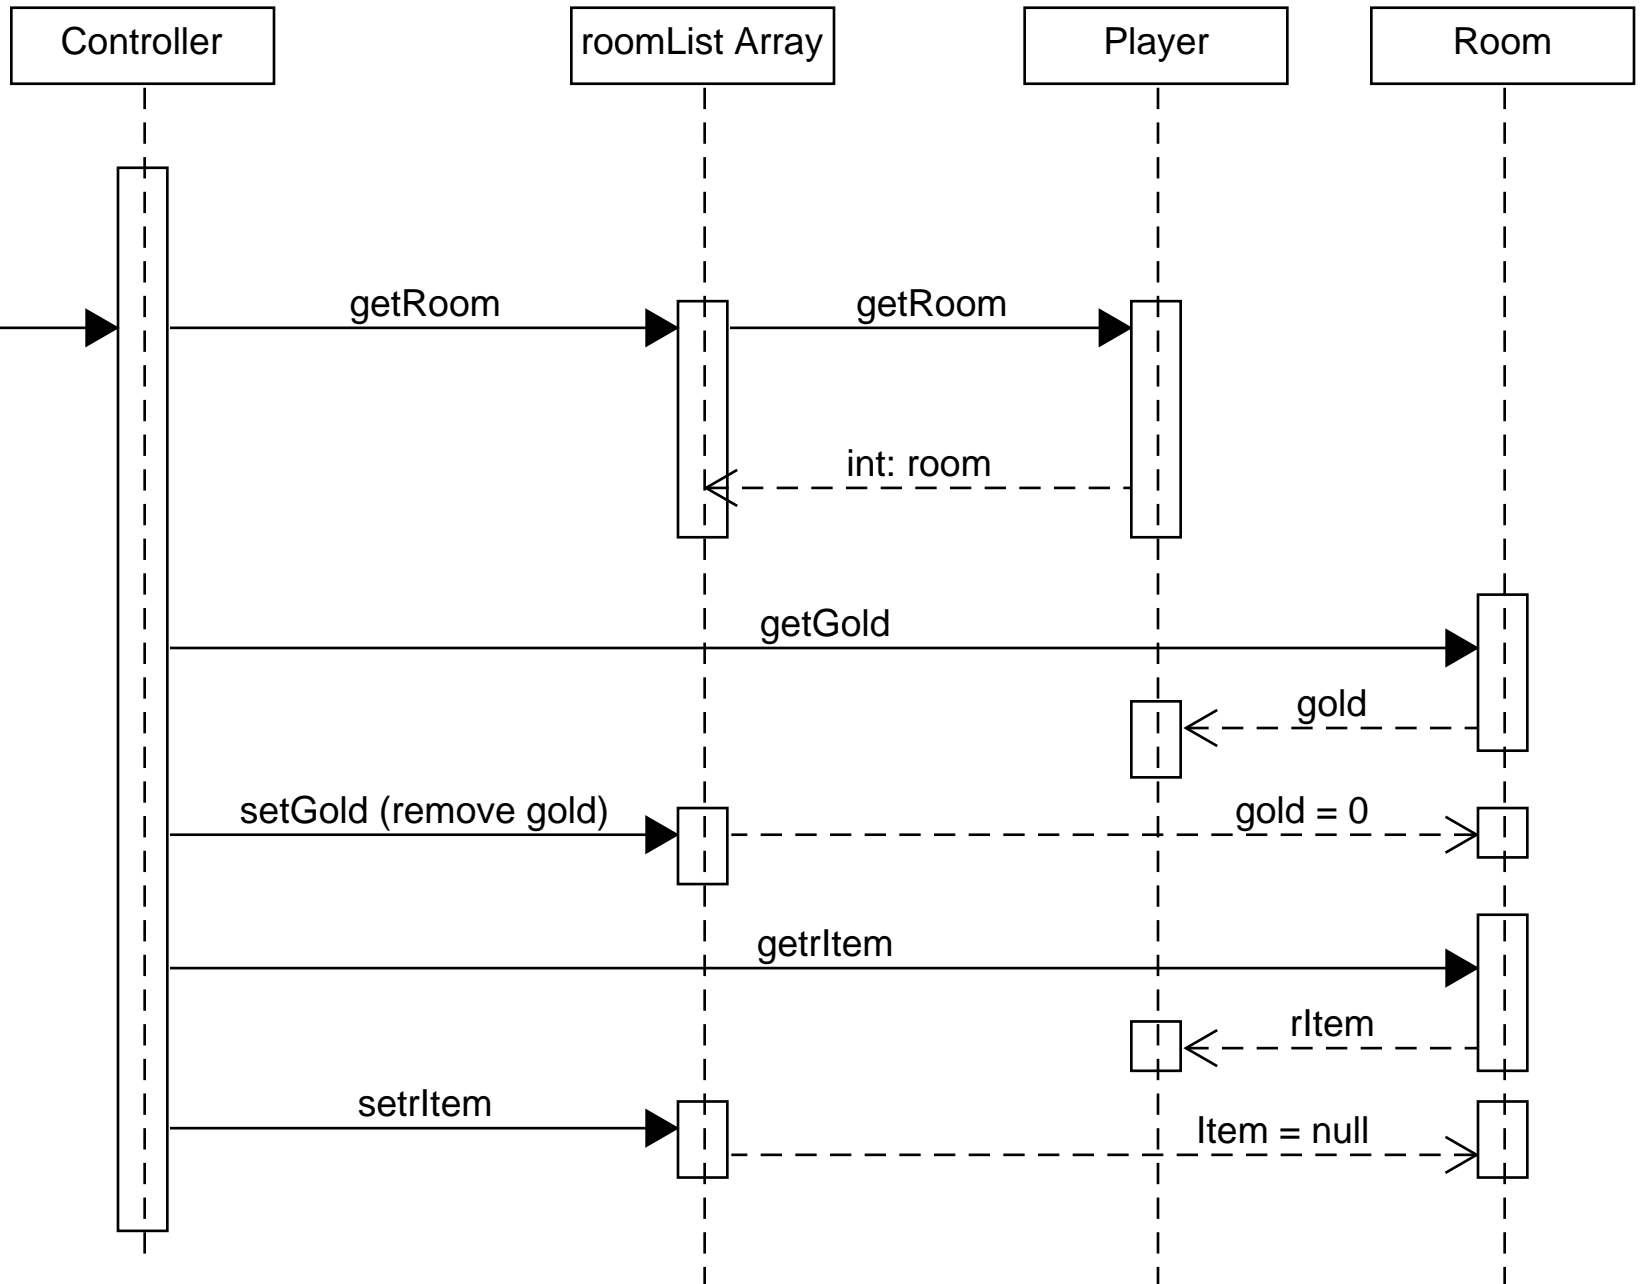 Controller
roomList Array
Player
Room
getRoom
getRoom
int: room
getGold
gold
setGold (remove gold)
gold = 0
getrItem
rItem
setrItem
Item = null